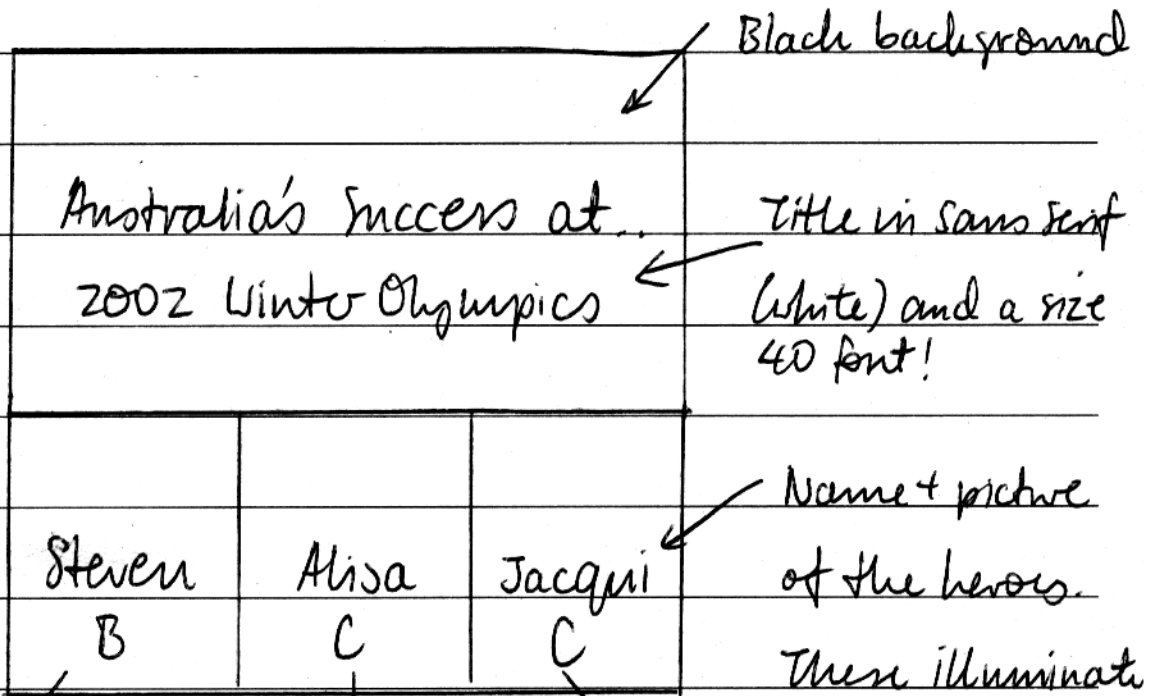 Black background
Australia's Success at..
2002 Winter Olympics
Title in sans serif
(white) and a size
40 font!
Name + picture
of the heroes.
These illuminate
Steven
B
Alisa
C
Jacqui
C